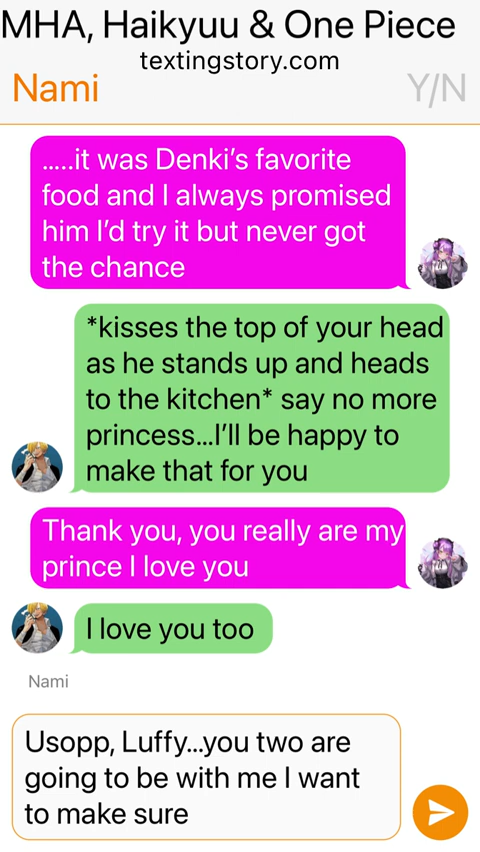 MHA, Haikyuu & One Piece
textingstory.com
Nami
Y/N
.....it was Denki's favorite
food and I always promised
him I'd try it but never got
the chance
*kisses the top of your head
as he stands up and heads
to the kitchen* say no more
princess...I'll be happy to
make that for you
Thank you, you really are my
prince I love you
I love you too
Nami
Usopp, Luffy...you two are
going to be with me I want
to make sure